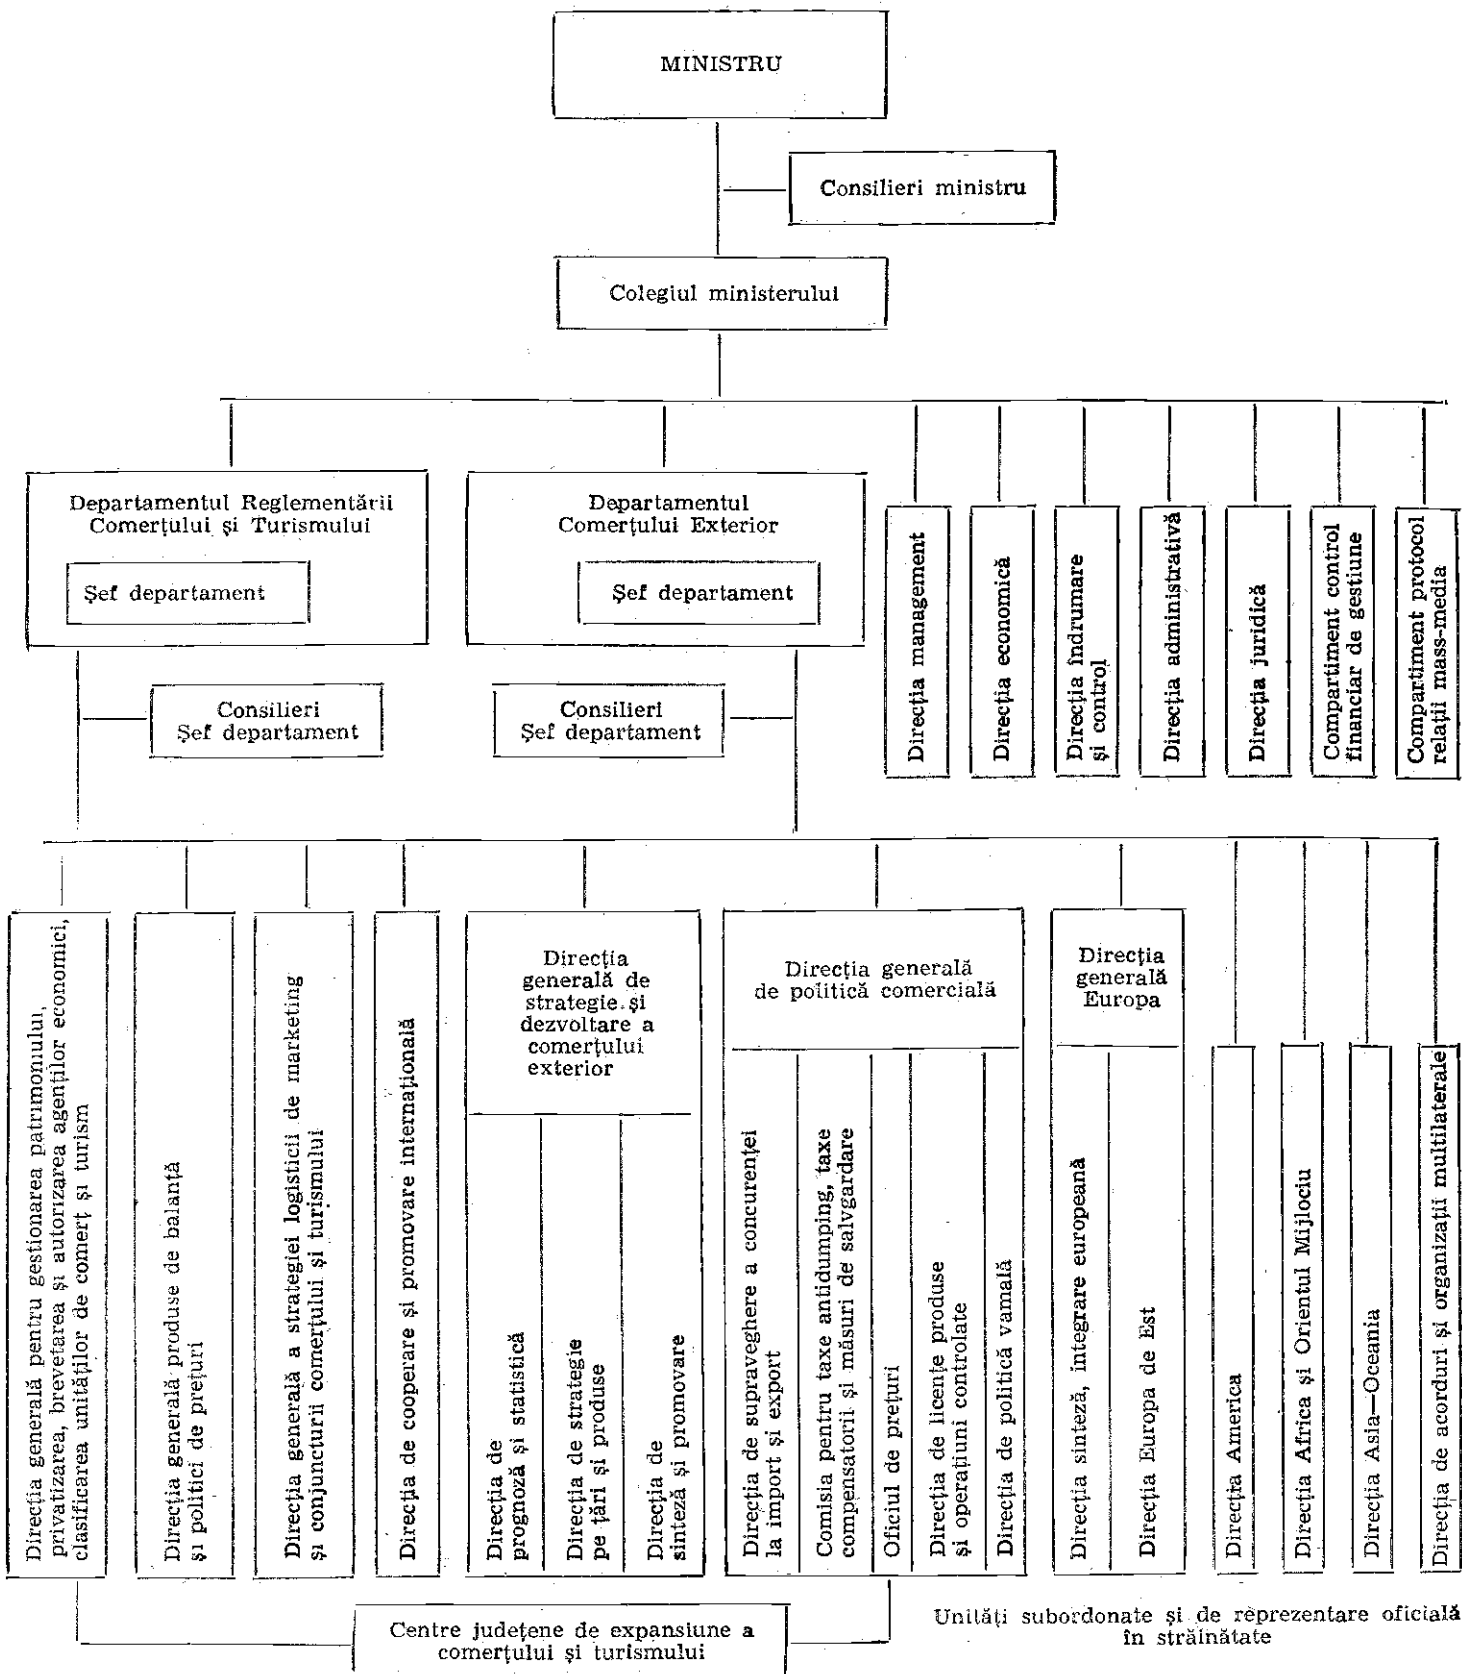 MINISTRU
Consilieri ministru
Colegiul ministerului
Departamentul Reglementării
Comerțului și Turismului
Șef departament
Departamentul
Comerțului Exterior
Șef departament
Consilieri
Șef departament
Consilieri
Șef departament
Direcția management
Direcția economică
Direcția îndrumare
și control
Direcția administrativă
Direcția juridică
Compartiment control
financiar de gestiune
Compartiment protocol
relații mass-media
Direcția generală pentru gestionarea patrimoniului,
privatizarea, brevetarea și autorizarea agenților economici,
clasificarea unităților de comerț și turism
Direcția generală produse de balanță
și politici de prețuri
Direcția generală a strategiei logisticii de marketing
și conjuncturii comerțului și turismului
Direcția de cooperare și promovare internațională
Direcția
generală de
strategie și
dezvoltare a
comerțului
exterior
Direcția de
prognoză și statistică
Direcția de strategie
pe țări și produse
Direcția de
sinteză și promovare
Direcția generală
de politică comercială
Direcția de supraveghere a concurenței
la import și export
Comisia pentru taxe antidumping, taxe
compensatorii și măsuri de salvgardare
Oficiul de prețuri
Direcția de licențe produse
și operațiuni controlate
Direcția de politică vamală
Direcția
generală
Europa
Direcția sinteză, integrare europeană
Direcția Europa de Est
Direcția America
Direcția Africa și Orientul Mijlociu
Direcția Asia—Oceania
Direcția de acorduri și organizații multilaterale
Centre județene de expansiune a
comerțului și turismului
Unități subordonate și de reprezentare oficială
în străinătate